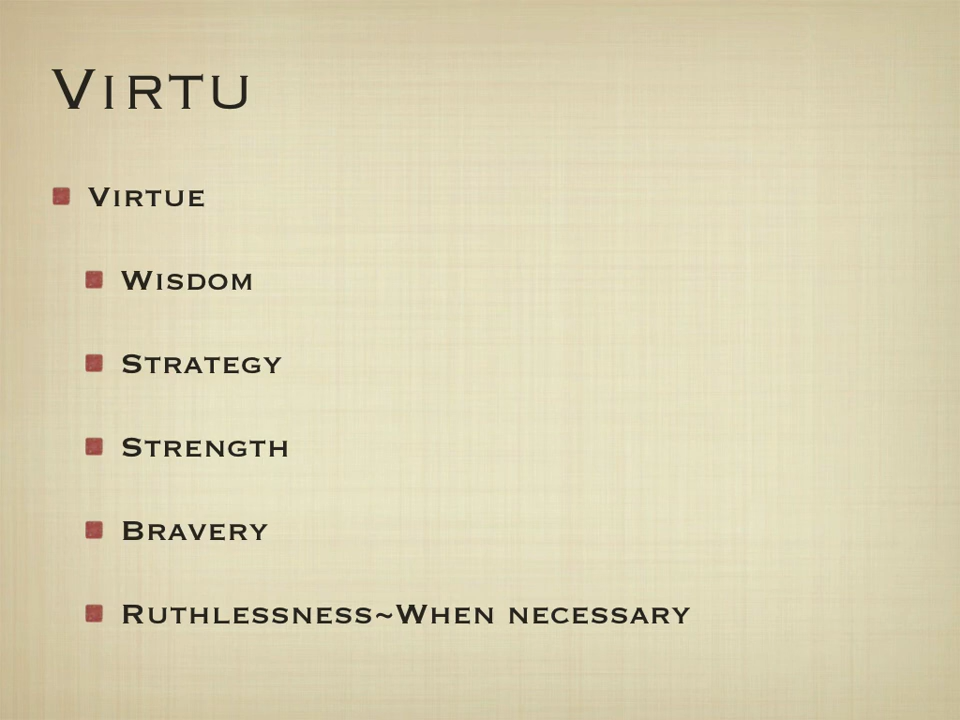 Virtu
Virtue
Wisdom
Strategy
Strength
Bravery
Ruthlessness~When necessary